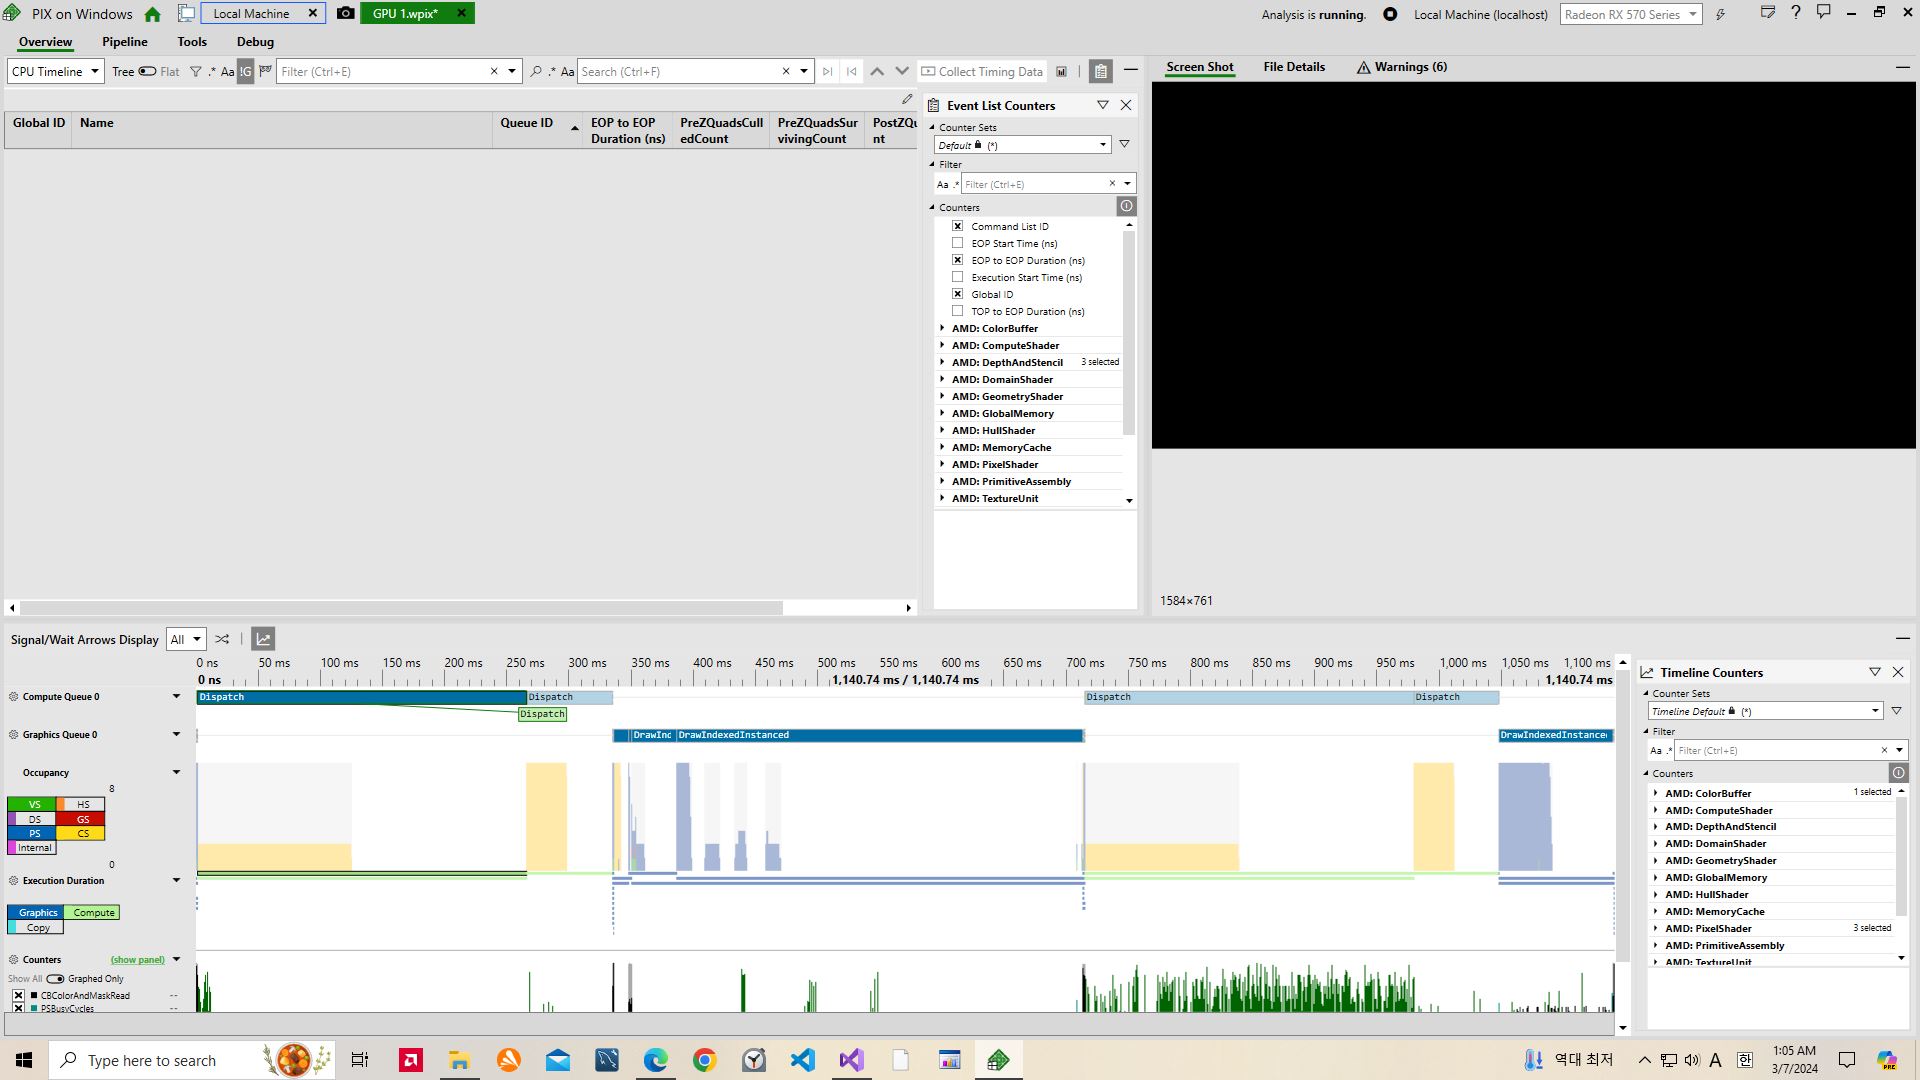 PIX on Windows
Local Machine
GPU 1.wpix*
Analysis is running.
Local Machine (localhost)
Radeon RX 570 Series
Overview
Pipeline
Tools
Debug
CPU Timeline
Tree
Flat
.* Aa !G
Filter (Ctrl+E)
.* Aa
Search (Ctrl+F)
Collect Timing Data
Screen Shot
File Details
Warnings (6)
Global ID
Name
Queue ID
EOP to EOP Duration (ns)
PreZQuadsCulledCount
PreZQuadsSurvivingCount
Event List Counters
Counter Sets
Default (*)
Filter
Aa .* Filter (Ctrl+E)
Counters
Command List ID
EOP Start Time (ns)
EOP to EOP Duration (ns)
Execution Start Time (ns)
Global ID
TOP to EOP Duration (ns)
AMD: ColorBuffer
AMD: ComputeShader
AMD: DepthAndStencil 3 selected
AMD: DomainShader
AMD: GeometryShader
AMD: GlobalMemory
AMD: HullShader
AMD: MemoryCache
AMD: PixelShader
AMD: PrimitiveAssembly
AMD: TextureUnit
1584×761
Signal/Wait Arrows Display
All
0 ns 50 ms 100 ms 150 ms 200 ms 250 ms 300 ms 350 ms 400 ms 450 ms 500 ms 550 ms 600 ms 650 ms 700 ms 750 ms 800 ms 850 ms 900 ms 950 ms 1,000 ms 1,050 ms 1,100 ms
0 ns
1,140.74 ms / 1,140.74 ms
1,140.74 ms
Compute Queue 0
Dispatch
Dispatch
Dispatch
Dispatch
Dispatch
Graphics Queue 0
DrawInd
DrawIndexedInstanced
DrawIndexedInstanced
Occupancy
8
VS HS
DS GS
PS CS
Internal
0
Execution Duration
Graphics Compute
Copy
Counters
(show panel)
Show All
Graphed Only
CBColorAndMaskRead --
PSBusyCycles --
Timeline Counters
Counter Sets
Timeline Default (*)
Filter
Aa .* Filter (Ctrl+E)
Counters
AMD: ColorBuffer 1 selected
AMD: ComputeShader
AMD: DepthAndStencil
AMD: DomainShader
AMD: GeometryShader
AMD: GlobalMemory
AMD: HullShader
AMD: MemoryCache
AMD: PixelShader 3 selected
AMD: PrimitiveAssembly
AMD: TextureUnit
Type here to search
역대 최저
A
한
1:05 AM
3/7/2024
PRE